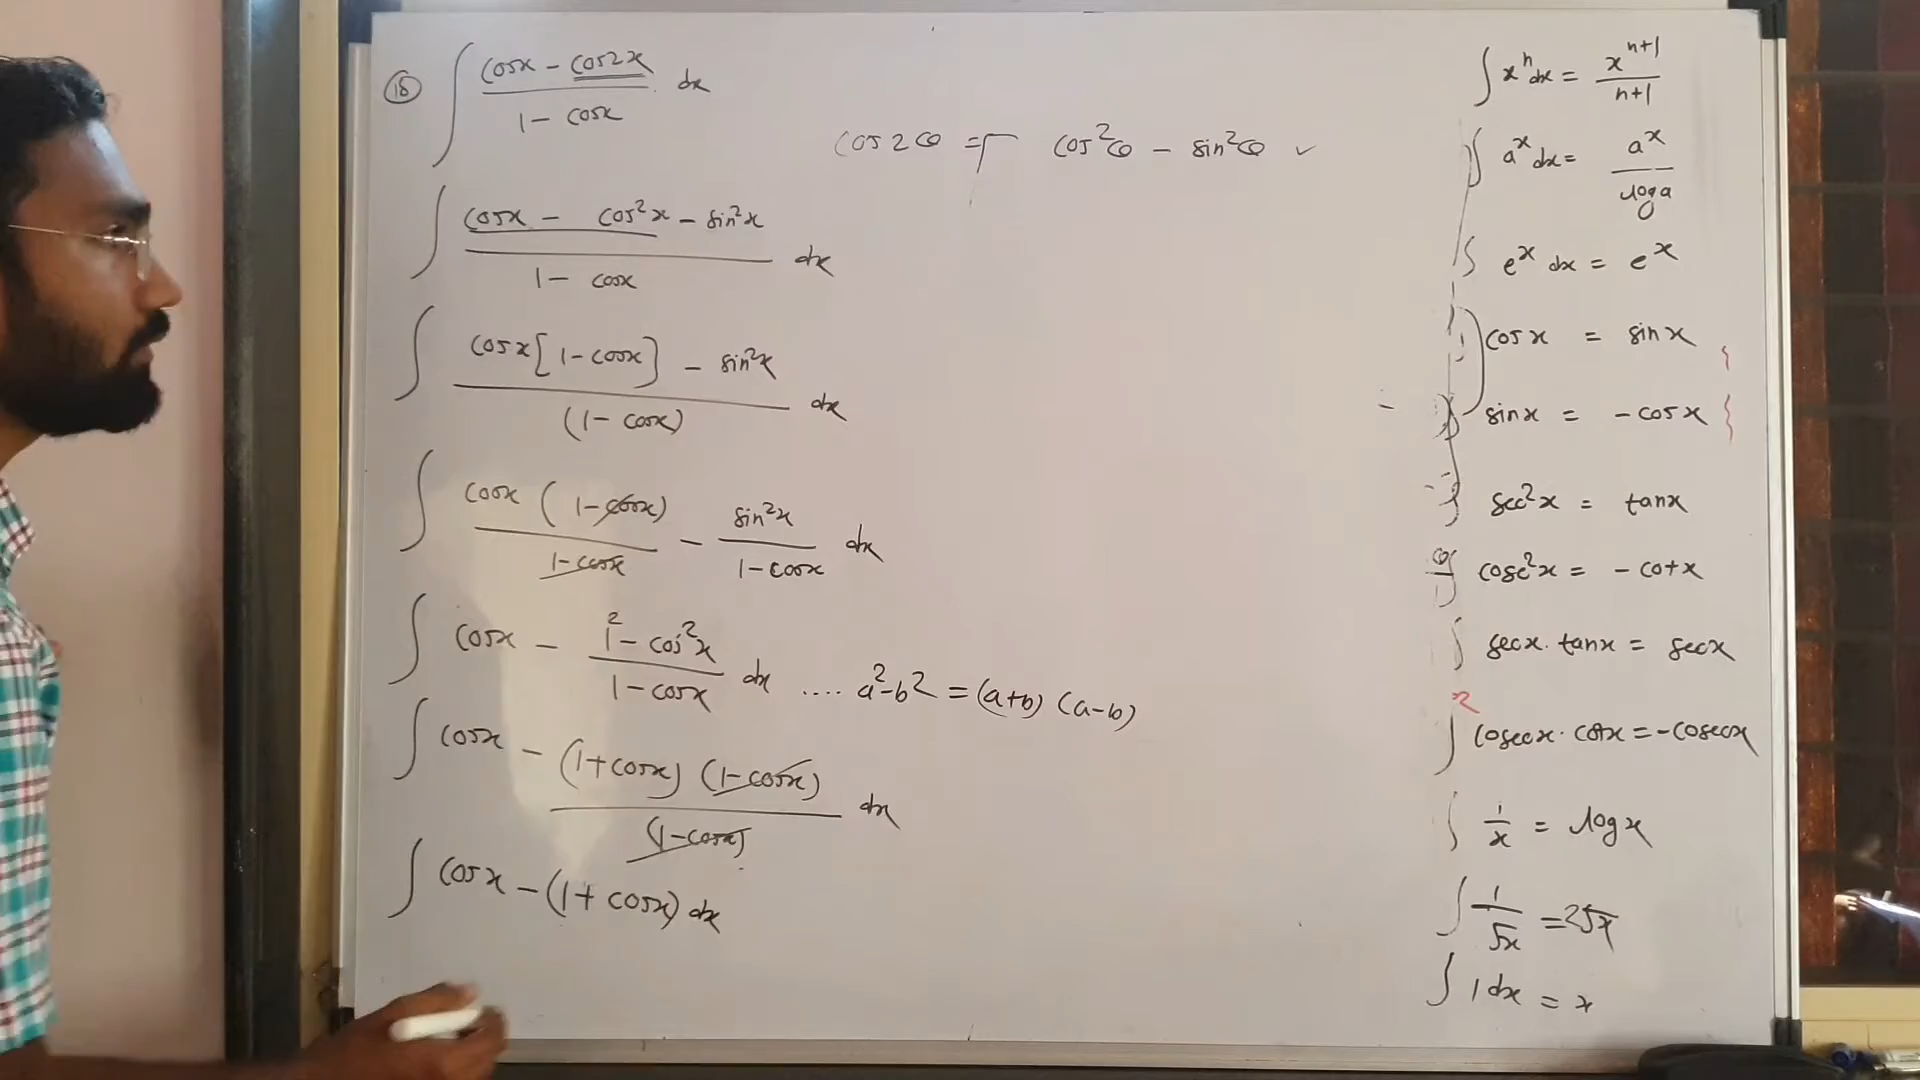 18 ∫ (cosx - cos2x) / (1 - cosx) dx
cos2θ = cos²θ - sin²θ ✓
∫ (cosx - cos²x - sin²x) / (1 - cosx) dx
∫ (cosx[1-cosx] - sin²x) / (1-cosx) dx
∫ cosx (1-cosx) / 1-cosx - sin²x / 1-cosx dx
∫ cosx - (1² - cos²x) / (1-cosx) dx .... a²-b² = (a+b) (a-b)
∫ cosx - (1+cosx) (1-cosx) / (1-cosx) dx
∫ cosx - (1+ cosx) dx
∫ xⁿ dx = xⁿ⁺¹ / n+1
∫ aˣ dx = aˣ / log a
∫ eˣ dx = eˣ
∫ cosx = sinx
∫ sinx = -cosx
∫ sec²x = tanx
∫ cosec²x = -cotx
∫ secx. tanx = secx
∫ cosecx · cotx = -cosecx
∫ 1/x = logx
∫ 1/√x = 2√x
∫ 1 dx = x